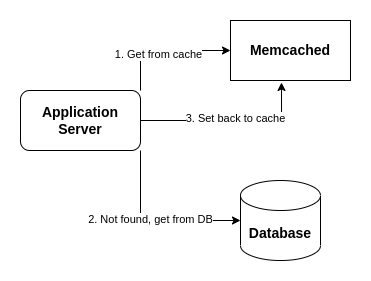 1. Get from cache
Memcached
Application
Server
3. Set back to cache
2. Not found, get from DB
Database